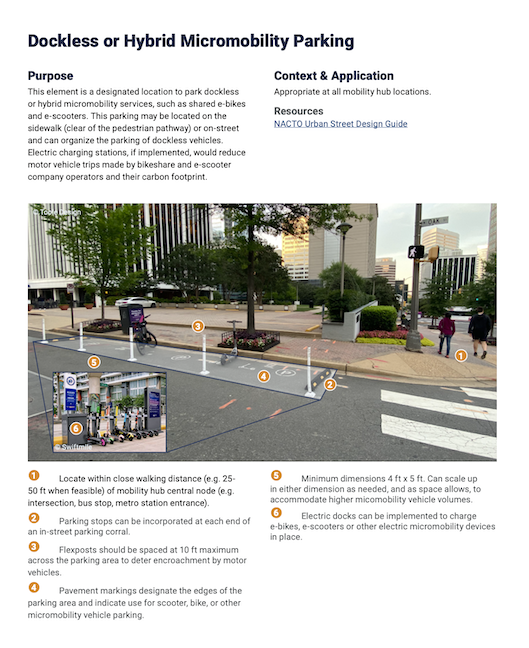 Dockless or Hybrid Micromobility Parking
Purpose
This element is a designated location to park dockless
or hybrid micromobility services, such as shared e-bikes
and e-scooters. This parking may be located on the
sidewalk (clear of the pedestrian pathway) or on-street
and can organize the parking of dockless vehicles.
Electric charging stations, if implemented, would reduce
motor vehicle trips made by bikeshare and e-scooter
company operators and their carbon footprint.
Context & Application
Appropriate at all mobility hub locations.
Resources
NACTO Urban Street Design Guide
© Toole Design
3
1
5
4
2
6
© Swiftmile
1 Locate within close walking distance (e.g. 25-
50 ft when feasible) of mobility hub central node (e.g.
intersection, bus stop, metro station entrance).
2 Parking stops can be incorporated at each end of
an in-street parking corral.
3 Flexposts should be spaced at 10 ft maximum
across the parking area to deter encroachment by motor
vehicles.
4 Pavement markings designate the edges of the
parking area and indicate use for scooter, bike, or other
micromobility vehicle parking.
5 Minimum dimensions 4 ft x 5 ft. Can scale up
in either dimension as needed, and as space allows, to
accommodate higher micomobility vehicle volumes.
6 Electric docks can be implemented to charge
e-bikes, e-scooters or other electric micromobility devices
in place.